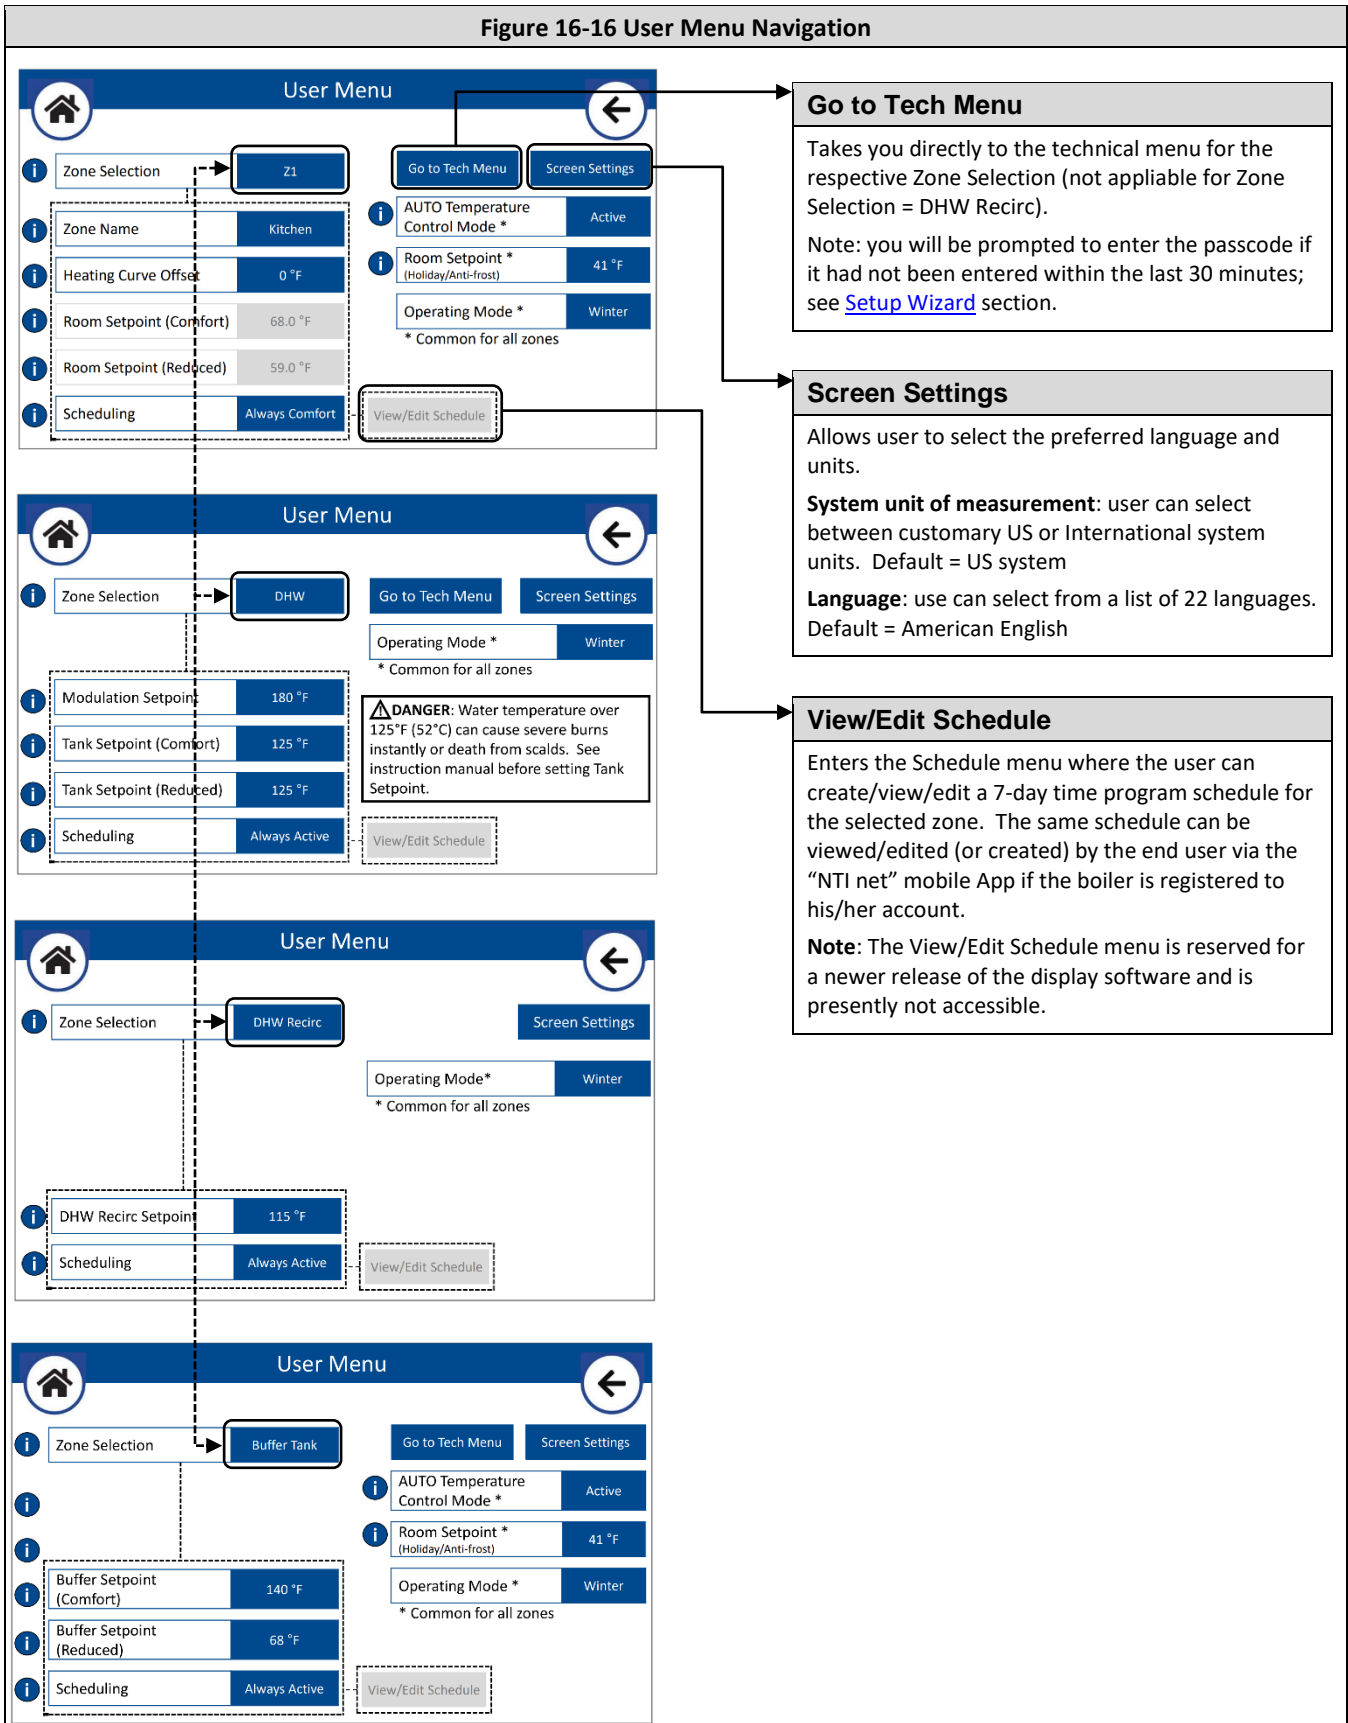 Figure 16-16 User Menu Navigation
User Menu
i Zone Selection Z1 Go to Tech Menu Screen Settings
i Zone Name Kitchen
i Heating Curve Offset 0 °F
i Room Setpoint (Comfort) 68.0 °F
i Room Setpoint (Reduced) 59.0 °F
i Scheduling Always Comfort View/Edit Schedule
i AUTO Temperature
Control Mode * Active
i Room Setpoint *
(Holiday/Anti-frost) 41 °F
Operating Mode * Winter
* Common for all zones
User Menu
i Zone Selection DHW Go to Tech Menu Screen Settings
Operating Mode * Winter
* Common for all zones
i Modulation Setpoint 180 °F
i Tank Setpoint (Comfort) 125 °F
i Tank Setpoint (Reduced) 125 °F
i Scheduling Always Active View/Edit Schedule
⚠DANGER: Water temperature over
125°F (52°C) can cause severe burns
instantly or death from scalds. See
instruction manual before setting Tank
Setpoint.
User Menu
i Zone Selection DHW Recirc Screen Settings
Operating Mode* Winter
* Common for all zones
i DHW Recirc Setpoint 115 °F
i Scheduling Always Active View/Edit Schedule
User Menu
i Zone Selection Buffer Tank Go to Tech Menu Screen Settings
i
i
i Buffer Setpoint
(Comfort) 140 °F
i Buffer Setpoint
(Reduced) 68 °F
i Scheduling Always Active View/Edit Schedule
i AUTO Temperature
Control Mode * Active
i Room Setpoint *
(Holiday/Anti-frost) 41 °F
Operating Mode * Winter
* Common for all zones
Go to Tech Menu
Takes you directly to the technical menu for the
respective Zone Selection (not appliable for Zone
Selection = DHW Recirc).
Note: you will be prompted to enter the passcode if
it had not been entered within the last 30 minutes;
see Setup Wizard section.
Screen Settings
Allows user to select the preferred language and
units.
System unit of measurement: user can select
between customary US or International system
units. Default = US system
Language: use can select from a list of 22 languages.
Default = American English
View/Edit Schedule
Enters the Schedule menu where the user can
create/view/edit a 7-day time program schedule for
the selected zone. The same schedule can be
viewed/edited (or created) by the end user via the
“NTI net” mobile App if the boiler is registered to
his/her account.
Note: The View/Edit Schedule menu is reserved for
a newer release of the display software and is
presently not accessible.